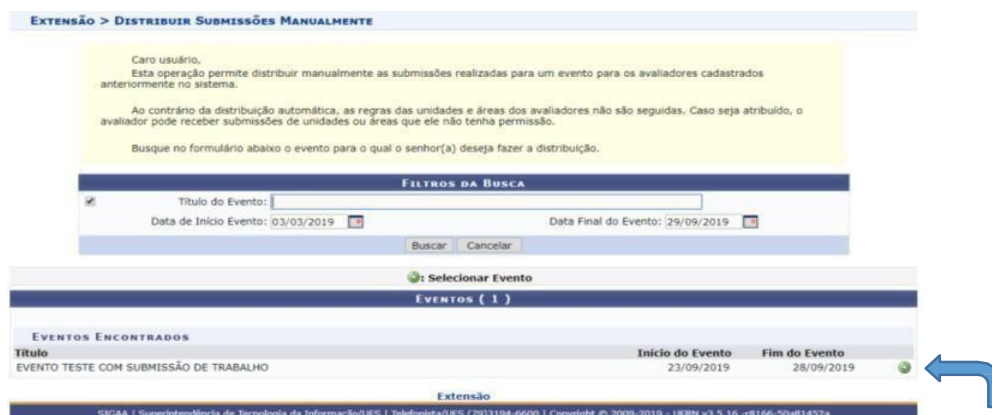 EXTENSÃO > DISTRIBUIR SUBMISSÕES MANUALMENTE
Caro usuário,
Esta operação permite distribuir manualmente as submissões realizadas para um evento para os avaliadores cadastrados
anteriormente no sistema.
Ao contrário da distribuição automática, as regras das unidades e áreas dos avaliadores não são seguidas. Caso seja atribuído, o
avaliador pode receber submissões de unidades ou áreas que ele não tenha permissão.
Busque no formulário abaixo o evento para o qual o senhor(a) deseja fazer a distribuição.
FILTROS DA BUSCA
Título do Evento:
Data de Início Evento: 03/03/2019 Data Final do Evento: 29/09/2019
Buscar Cancelar
: Selecionar Evento
EVENTOS ( 1 )
EVENTOS ENCONTRADOS
Título Início do Evento Fim do Evento
EVENTO TESTE COM SUBMISSÃO DE TRABALHO 23/09/2019 28/09/2019
Extensão
SIGAA | Superintendência de Tecnologia da Informação/UFS | Telefonista/UFS (79)3194-6600 | Copyright © 2009-2019 - UFRN v3.5.16 -r8166-50a81452a